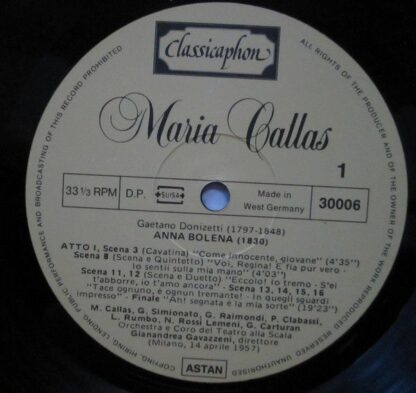 Classicaphon
Maria Callas
1
33 1/3 RPM
D.P.
SUISA
Made in
West Germany
30006
Gaetano Donizetti (1797-1848)
ANNA BOLENA (1830)
ATTO I, Scena 3 (Cavatina) "Come innocente, giovane" (4'35")
Scena 8 (Scena e Quintetto) "Voi, Regina! E fia pur vero -
Io sentii sulla mia mano" (4'03")
Scena 11, 12 (Scena e Duetto) "Eccolo! Io tremo - S'ei
t'abborre, io t'amo ancora" - Scena 13, 14, 15, 16
"Tace ognuno, è ognun tremante! - In quegli sguardi
impresso" - Finale "Ah! segnata è la mia sorte" (19'23")
M. Callas, G. Simionato, G. Raimondi, P. Clabassi,
L. Rumbo, N. Rossi Lemeni, G. Carturan
Orchestra e Coro del Teatro alla Scala
Gianandrea Gavazzeni, direttore
(Milano, 14 aprile 1957)
ASTAN
ALL RIGHTS OF THE PRODUCER AND OF THE OWNER OF THE WORK REPRODUCED RESERVED UNAUTHORISED COPYING, HIRING, LENDING, PUBLIC PERFORMANCE AND BROADCASTING OF THIS RECORD PROHIBITED